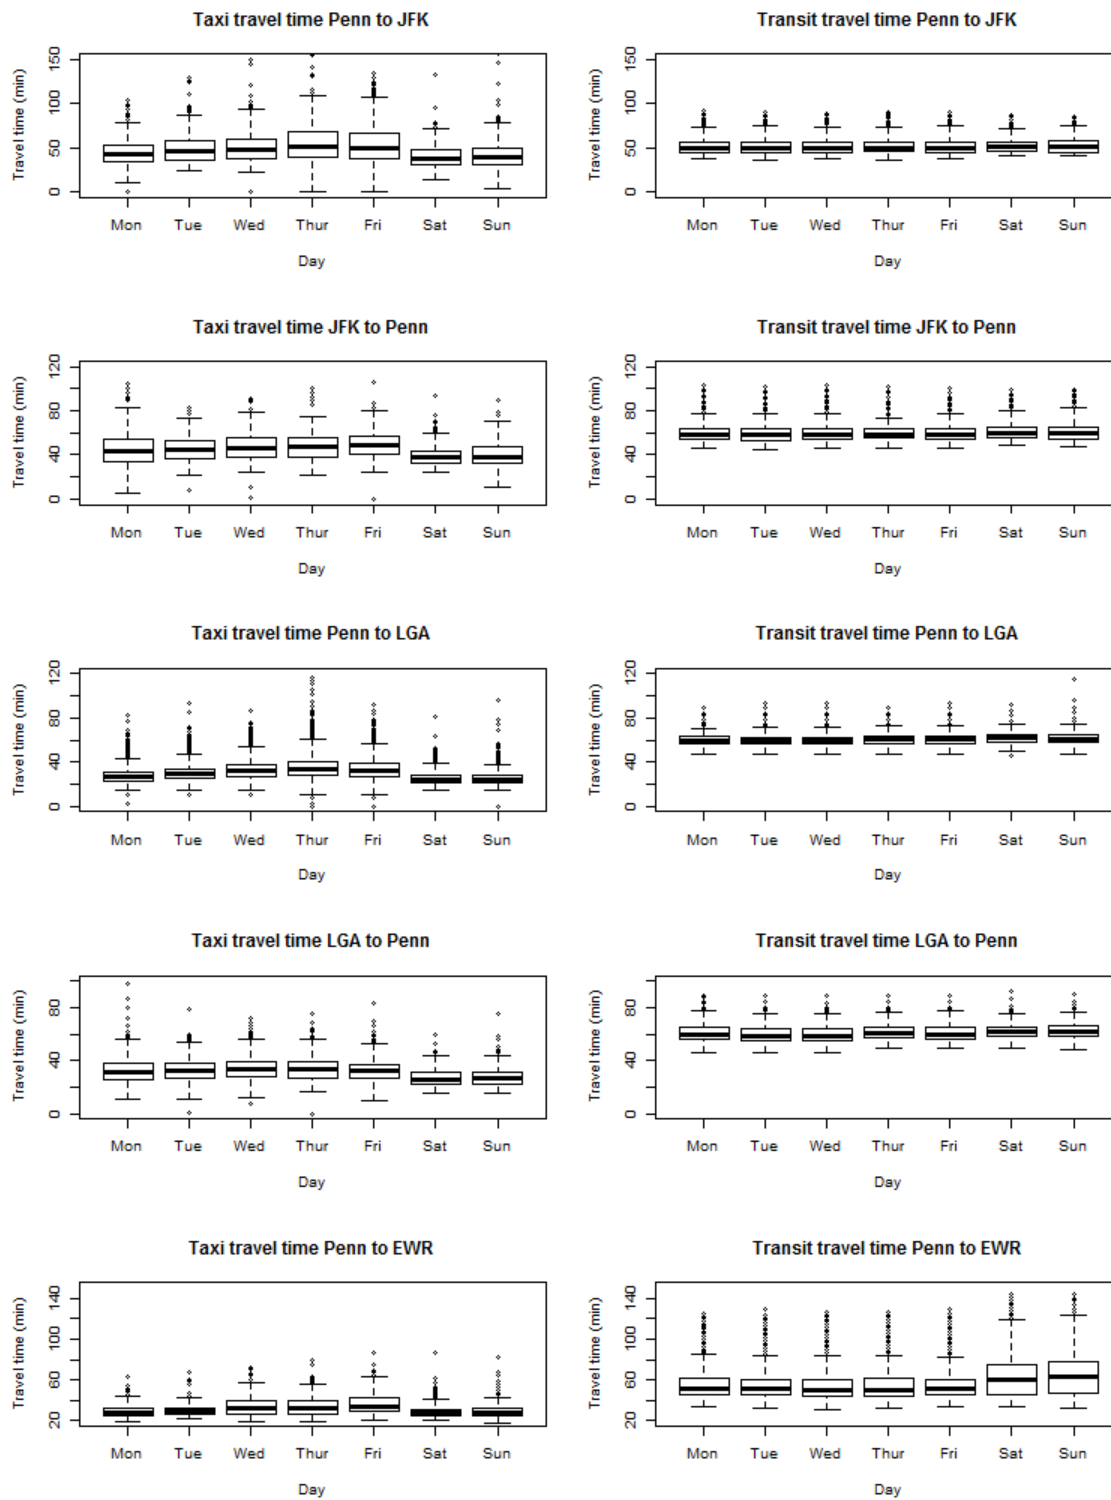 Taxi travel time Penn to JFK
Travel time (min)
150
100
50
0
Mon Tue Wed Thur Fri Sat Sun
Day
Transit travel time Penn to JFK
Travel time (min)
150
100
50
0
Mon Tue Wed Thur Fri Sat Sun
Day
Taxi travel time JFK to Penn
Travel time (min)
120
80
40
0
Mon Tue Wed Thur Fri Sat Sun
Day
Transit travel time JFK to Penn
Travel time (min)
120
80
40
0
Mon Tue Wed Thur Fri Sat Sun
Day
Taxi travel time Penn to LGA
Travel time (min)
120
80
40
0
Mon Tue Wed Thur Fri Sat Sun
Day
Transit travel time Penn to LGA
Travel time (min)
120
80
40
0
Mon Tue Wed Thur Fri Sat Sun
Day
Taxi travel time LGA to Penn
Travel time (min)
80
40
0
Mon Tue Wed Thur Fri Sat Sun
Day
Transit travel time LGA to Penn
Travel time (min)
80
40
0
Mon Tue Wed Thur Fri Sat Sun
Day
Taxi travel time Penn to EWR
Travel time (min)
140
100
60
20
Mon Tue Wed Thur Fri Sat Sun
Day
Transit travel time Penn to EWR
Travel time (min)
140
100
60
20
Mon Tue Wed Thur Fri Sat Sun
Day